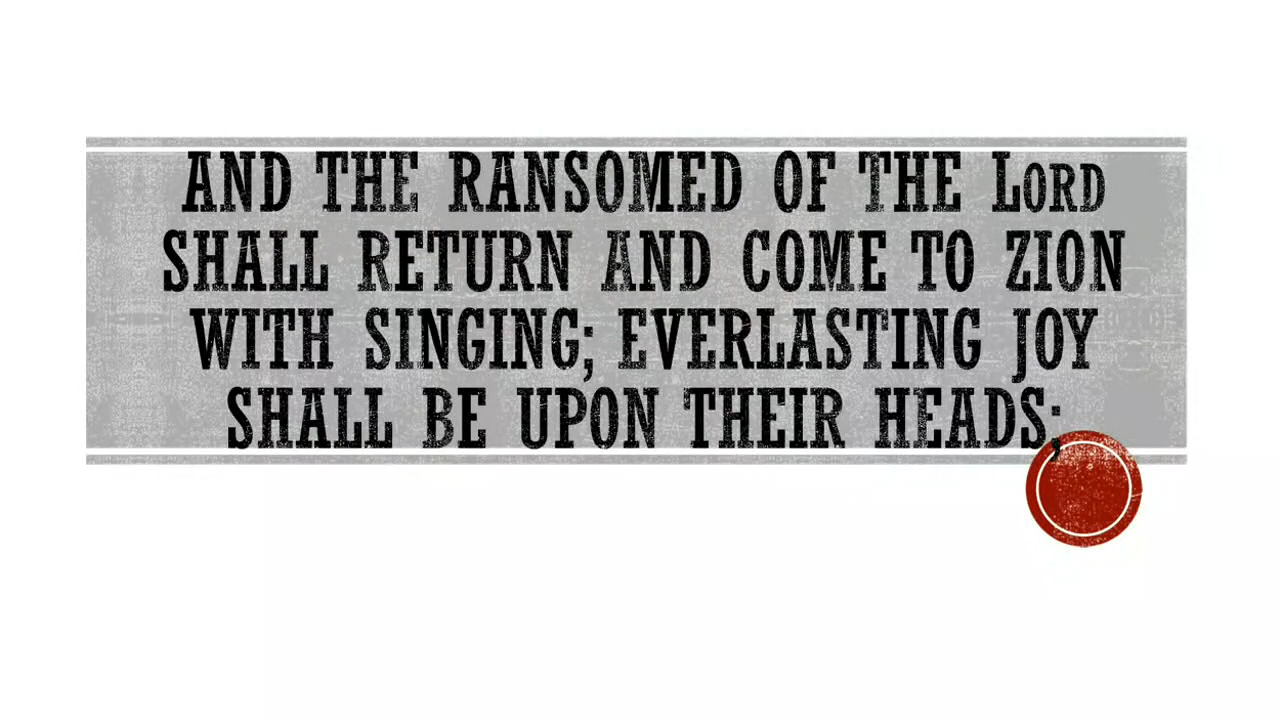 AND THE RANSOMED OF THE LORD
SHALL RETURN AND COME TO ZION
WITH SINGING; EVERLASTING JOY
SHALL BE UPON THEIR HEADS;